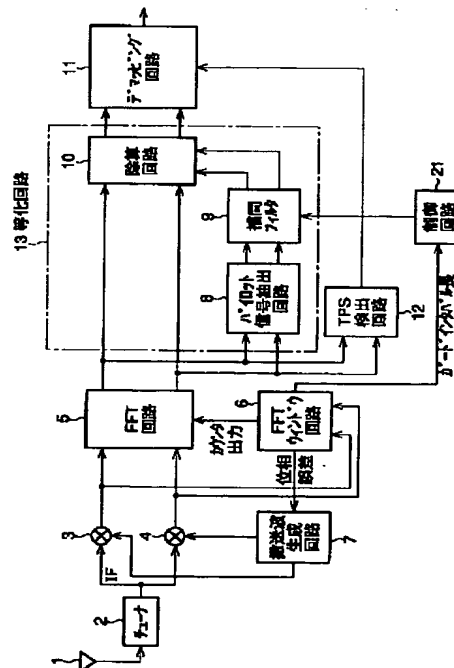 1
2
チューナ
IF
3
4
5
FFT
回路
カウンタ
出力
6
FFT
ウィンドウ
回路
位相
誤差
搬送波
生成
回路
7
13 等化回路
8
パイロット
信号抽出
回路
9
補間
フィルタ
10
除算
回路
11
デマッピング
回路
TPS
検出
回路
12
ガードインタバル長
制御
回路
21